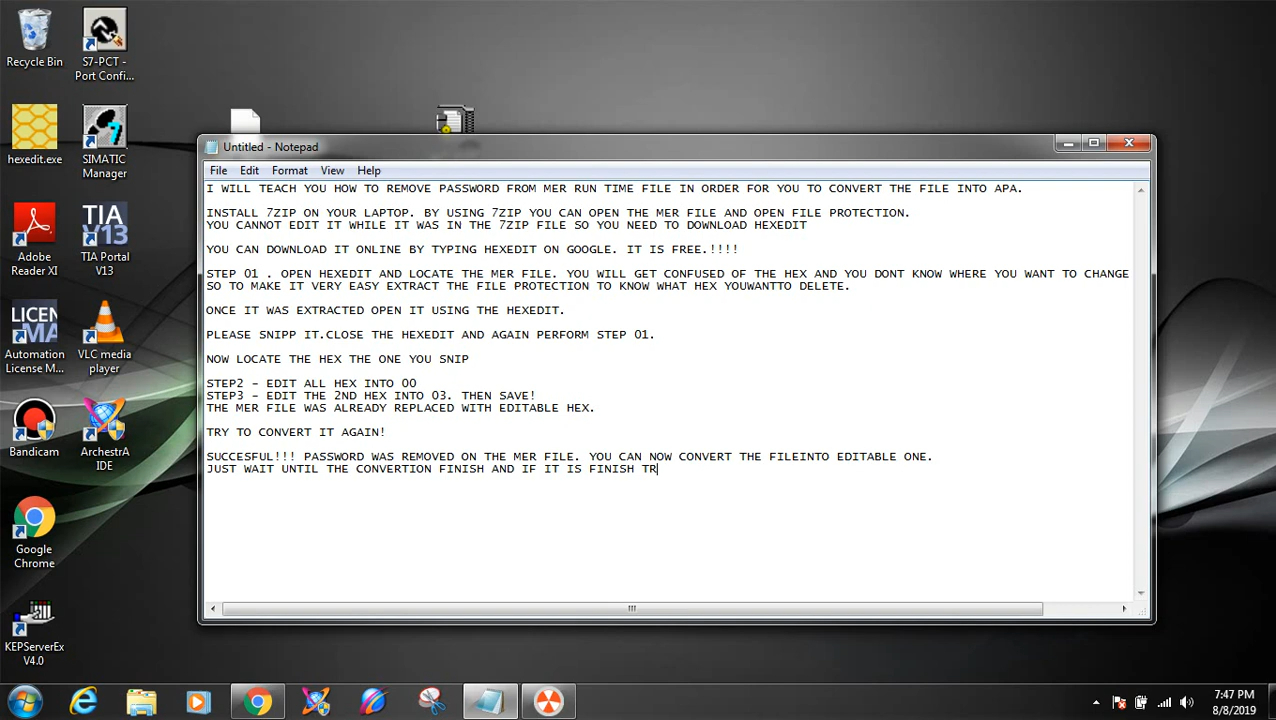 Recycle Bin
S7-PCT -
Port Confi...
hexedit.exe
SIMATIC
Manager
Adobe
Reader XI
TIA
V13
TIA Portal
V13
LICEN
MA
Automation
License M...
VLC media
player
Bandicam
ArchestrA
IDE
Google
Chrome
KEPServerEx
V4.0
Untitled - Notepad
File Edit Format View Help
I WILL TEACH YOU HOW TO REMOVE PASSWORD FROM MER RUN TIME FILE IN ORDER FOR YOU TO CONVERT THE FILE INTO APA.
INSTALL 7ZIP ON YOUR LAPTOP. BY USING 7ZIP YOU CAN OPEN THE MER FILE AND OPEN FILE PROTECTION.
YOU CANNOT EDIT IT WHILE IT WAS IN THE 7ZIP FILE SO YOU NEED TO DOWNLOAD HEXEDIT
YOU CAN DOWNLOAD IT ONLINE BY TYPING HEXEDIT ON GOOGLE. IT IS FREE.!!!!
STEP 01 . OPEN HEXEDIT AND LOCATE THE MER FILE. YOU WILL GET CONFUSED OF THE HEX AND YOU DONT KNOW WHERE YOU WANT TO CHANGE
SO TO MAKE IT VERY EASY EXTRACT THE FILE PROTECTION TO KNOW WHAT HEX YOUWANTTO DELETE.
ONCE IT WAS EXTRACTED OPEN IT USING THE HEXEDIT.
PLEASE SNIPP IT.CLOSE THE HEXEDIT AND AGAIN PERFORM STEP 01.
NOW LOCATE THE HEX THE ONE YOU SNIP
STEP2 - EDIT ALL HEX INTO 00
STEP3 - EDIT THE 2ND HEX INTO 03. THEN SAVE!
THE MER FILE WAS ALREADY REPLACED WITH EDITABLE HEX.
TRY TO CONVERT IT AGAIN!
SUCCESFUL!!! PASSWORD WAS REMOVED ON THE MER FILE. YOU CAN NOW CONVERT THE FILEINTO EDITABLE ONE.
JUST WAIT UNTIL THE CONVERTION FINISH AND IF IT IS FINISH TR
7:47 PM
8/8/2019